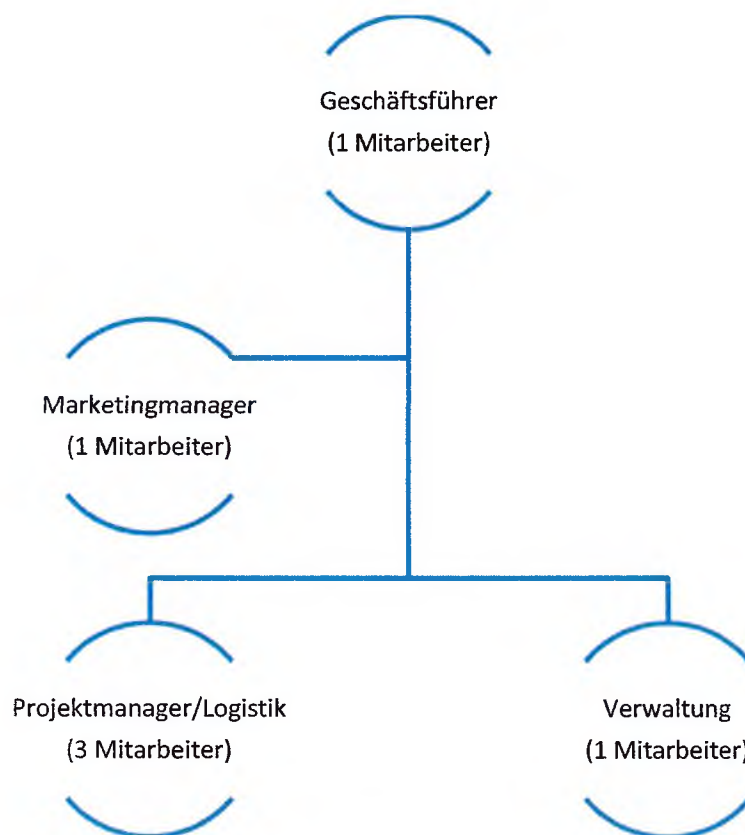 Geschäftsführer
(1 Mitarbeiter)
Marketingmanager
(1 Mitarbeiter)
Projektmanager/Logistik
(3 Mitarbeiter)
Verwaltung
(1 Mitarbeiter)